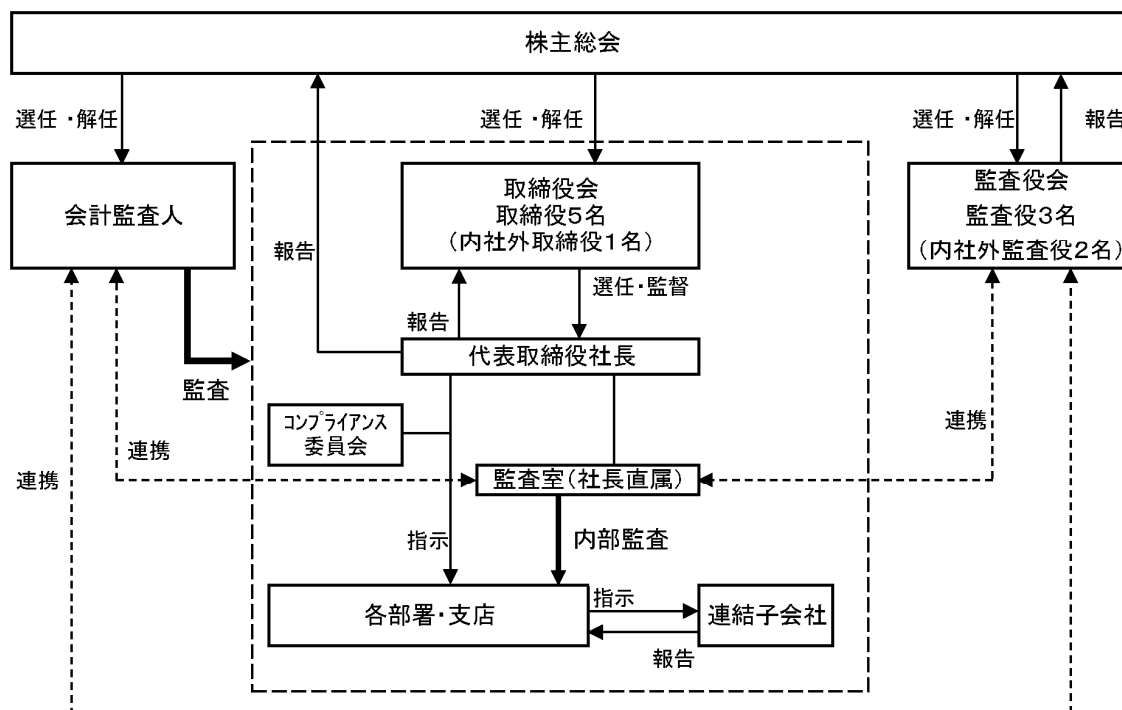 株主総会
選任・解任
選任・解任
選任・解任
報告
会計監査人
取締役会
取締役5名
(内社外取締役1名)
監査役会
監査役3名
(内社外監査役2名)
報告
選任・監督
報告
代表取締役社長
監査
コンプライアンス
委員会
連携
連携
連携
監査室(社長直属)
指示
内部監査
各部署・支店
指示
連結子会社
報告